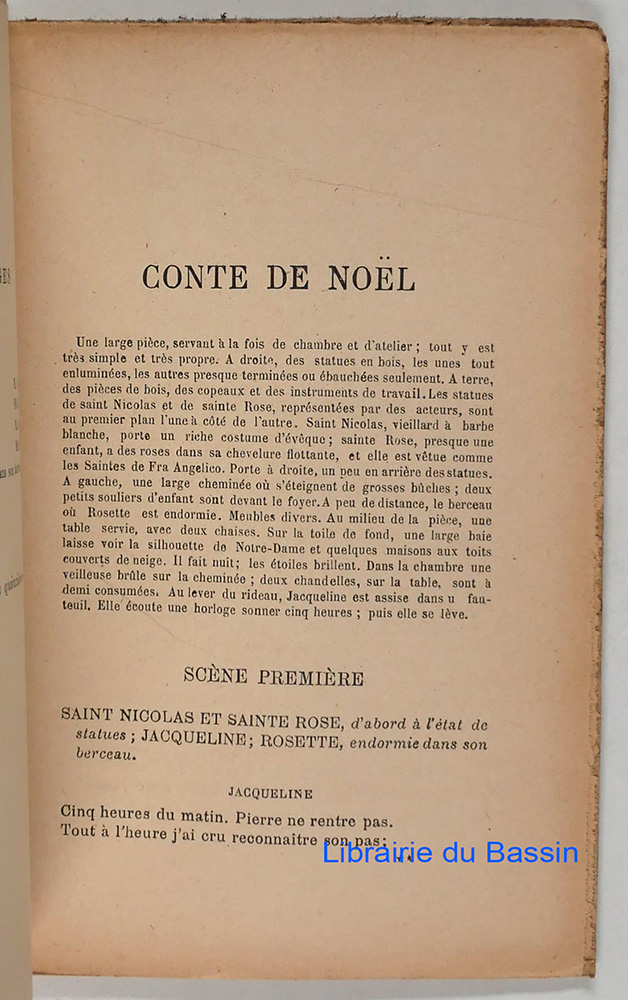 CONTE DE NOËL
Une large pièce, servant à la fois de chambre et d'atelier ; tout y est
très simple et très propre. A droite, des statues en bois, les unes tout
enluminées, les autres presque terminées ou ébauchées seulement. A terre,
des pièces de bois, des copeaux et des instruments de travail. Les statues
de saint Nicolas et de sainte Rose, représentées par des acteurs, sont
au premier plan l'une à côté de l'autre. Saint Nicolas, vieillard à barbe
blanche, porte un riche costume d'évêque ; sainte Rose, presque une
enfant, a des roses dans sa chevelure flottante, et elle est vêtue comme
les Saintes de Fra Angelico. Porte à droite, un peu en arrière des statues.
A gauche, une large cheminée où s'éteignent de grosses bûches ; deux
petits souliers d'enfant sont devant le foyer. A peu de distance, le berceau
où Rosette est endormie. Meubles divers. Au milieu de la pièce, une
table servie, avec deux chaises. Sur la toile de fond, une large baie
laisse voir la silhouette de Notre-Dame et quelques maisons aux toits
couverts de neige. Il fait nuit; les étoiles brillent. Dans la chambre une
veilleuse brûle sur la cheminée ; deux chandelles, sur la table, sont à
demi consumées. Au lever du rideau, Jacqueline est assise dans u fau-
teuil. Elle écoute une horloge sonner cinq heures ; puis elle se lève.
SCÈNE PREMIÈRE
SAINT NICOLAS ET SAINTE ROSE, d'abord à l'état de
statues ; JACQUELINE; ROSETTE, endormie dans son
berceau.
JACQUELINE
Cinq heures du matin. Pierre ne rentre pas.
Tout à l'heure j'ai cru reconnaître son pas;
Librairie du Bassin